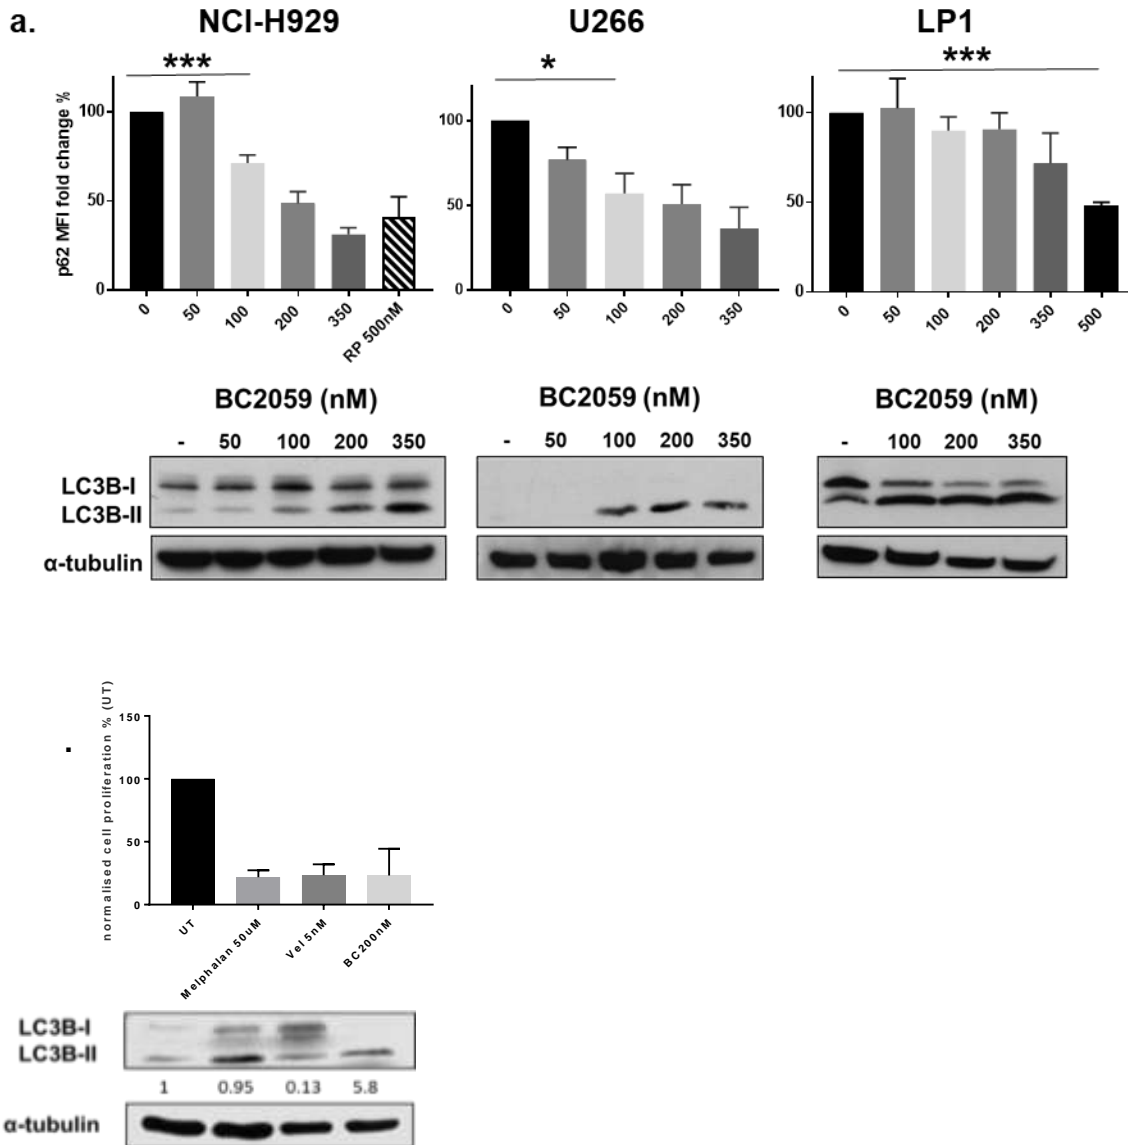 a.
NCI-H929 U266 LP1
*** * ***
p62 MFI fold change %
100
50
0
0 50 100 200 350 RP 500nM
100
50
0
0 50 100 200 350
100
50
0
0 50 100 200 350 500
BC2059 (nM) BC2059 (nM) BC2059 (nM)
- 50 100 200 350 - 50 100 200 350 - 100 200 350
LC3B-I
LC3B-II
α-tubulin
normalised cell proliferation % (UT)
150
100
50
0
UT Melphalan 50uM Vel 5nM BC200nM
LC3B-I
LC3B-II
1 0.95 0.13 5.8
α-tubulin